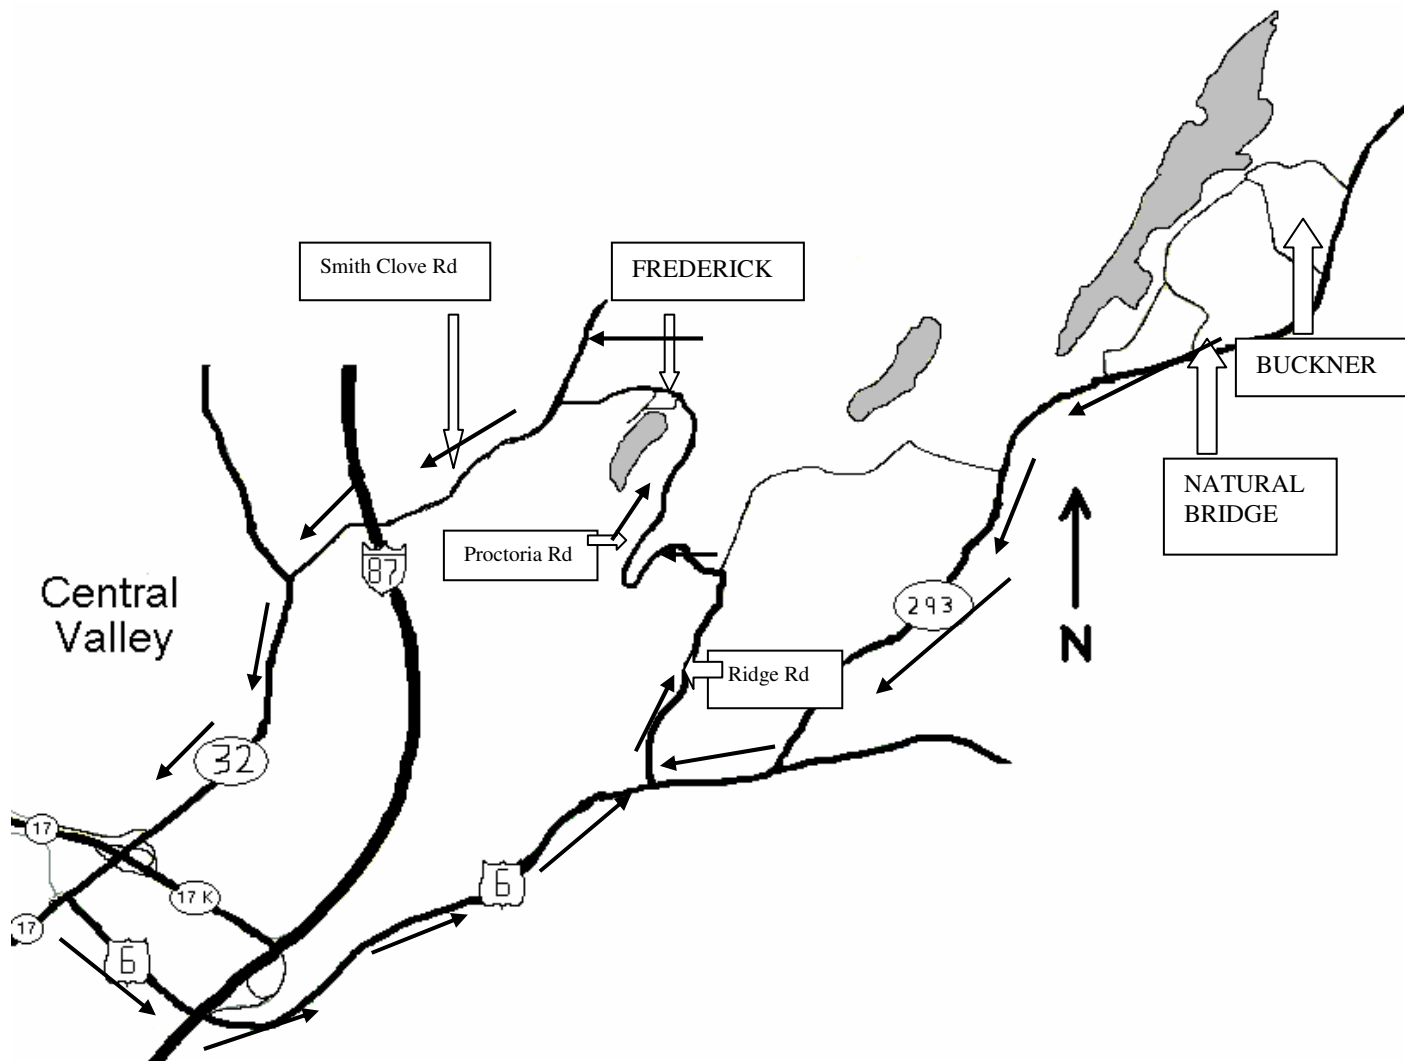 Smith Clove Rd
FREDERICK
BUCKNER
NATURAL
BRIDGE
Proctoria Rd
87
Central
Valley
293
N
Ridge Rd
32
17
17 K
6
17
6